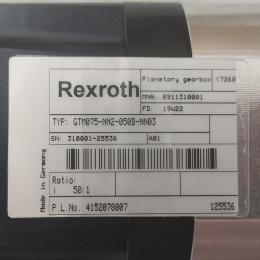 Rexroth
Planetary gearbox (7260
MNR: R911310001
FD: 19W22
TYP: GTM075-NN2-050B-NN03
SN: 310001-25536 A01
Made in Germany
Ratio:
i 50:1
P.L.No. 4152078007 125536